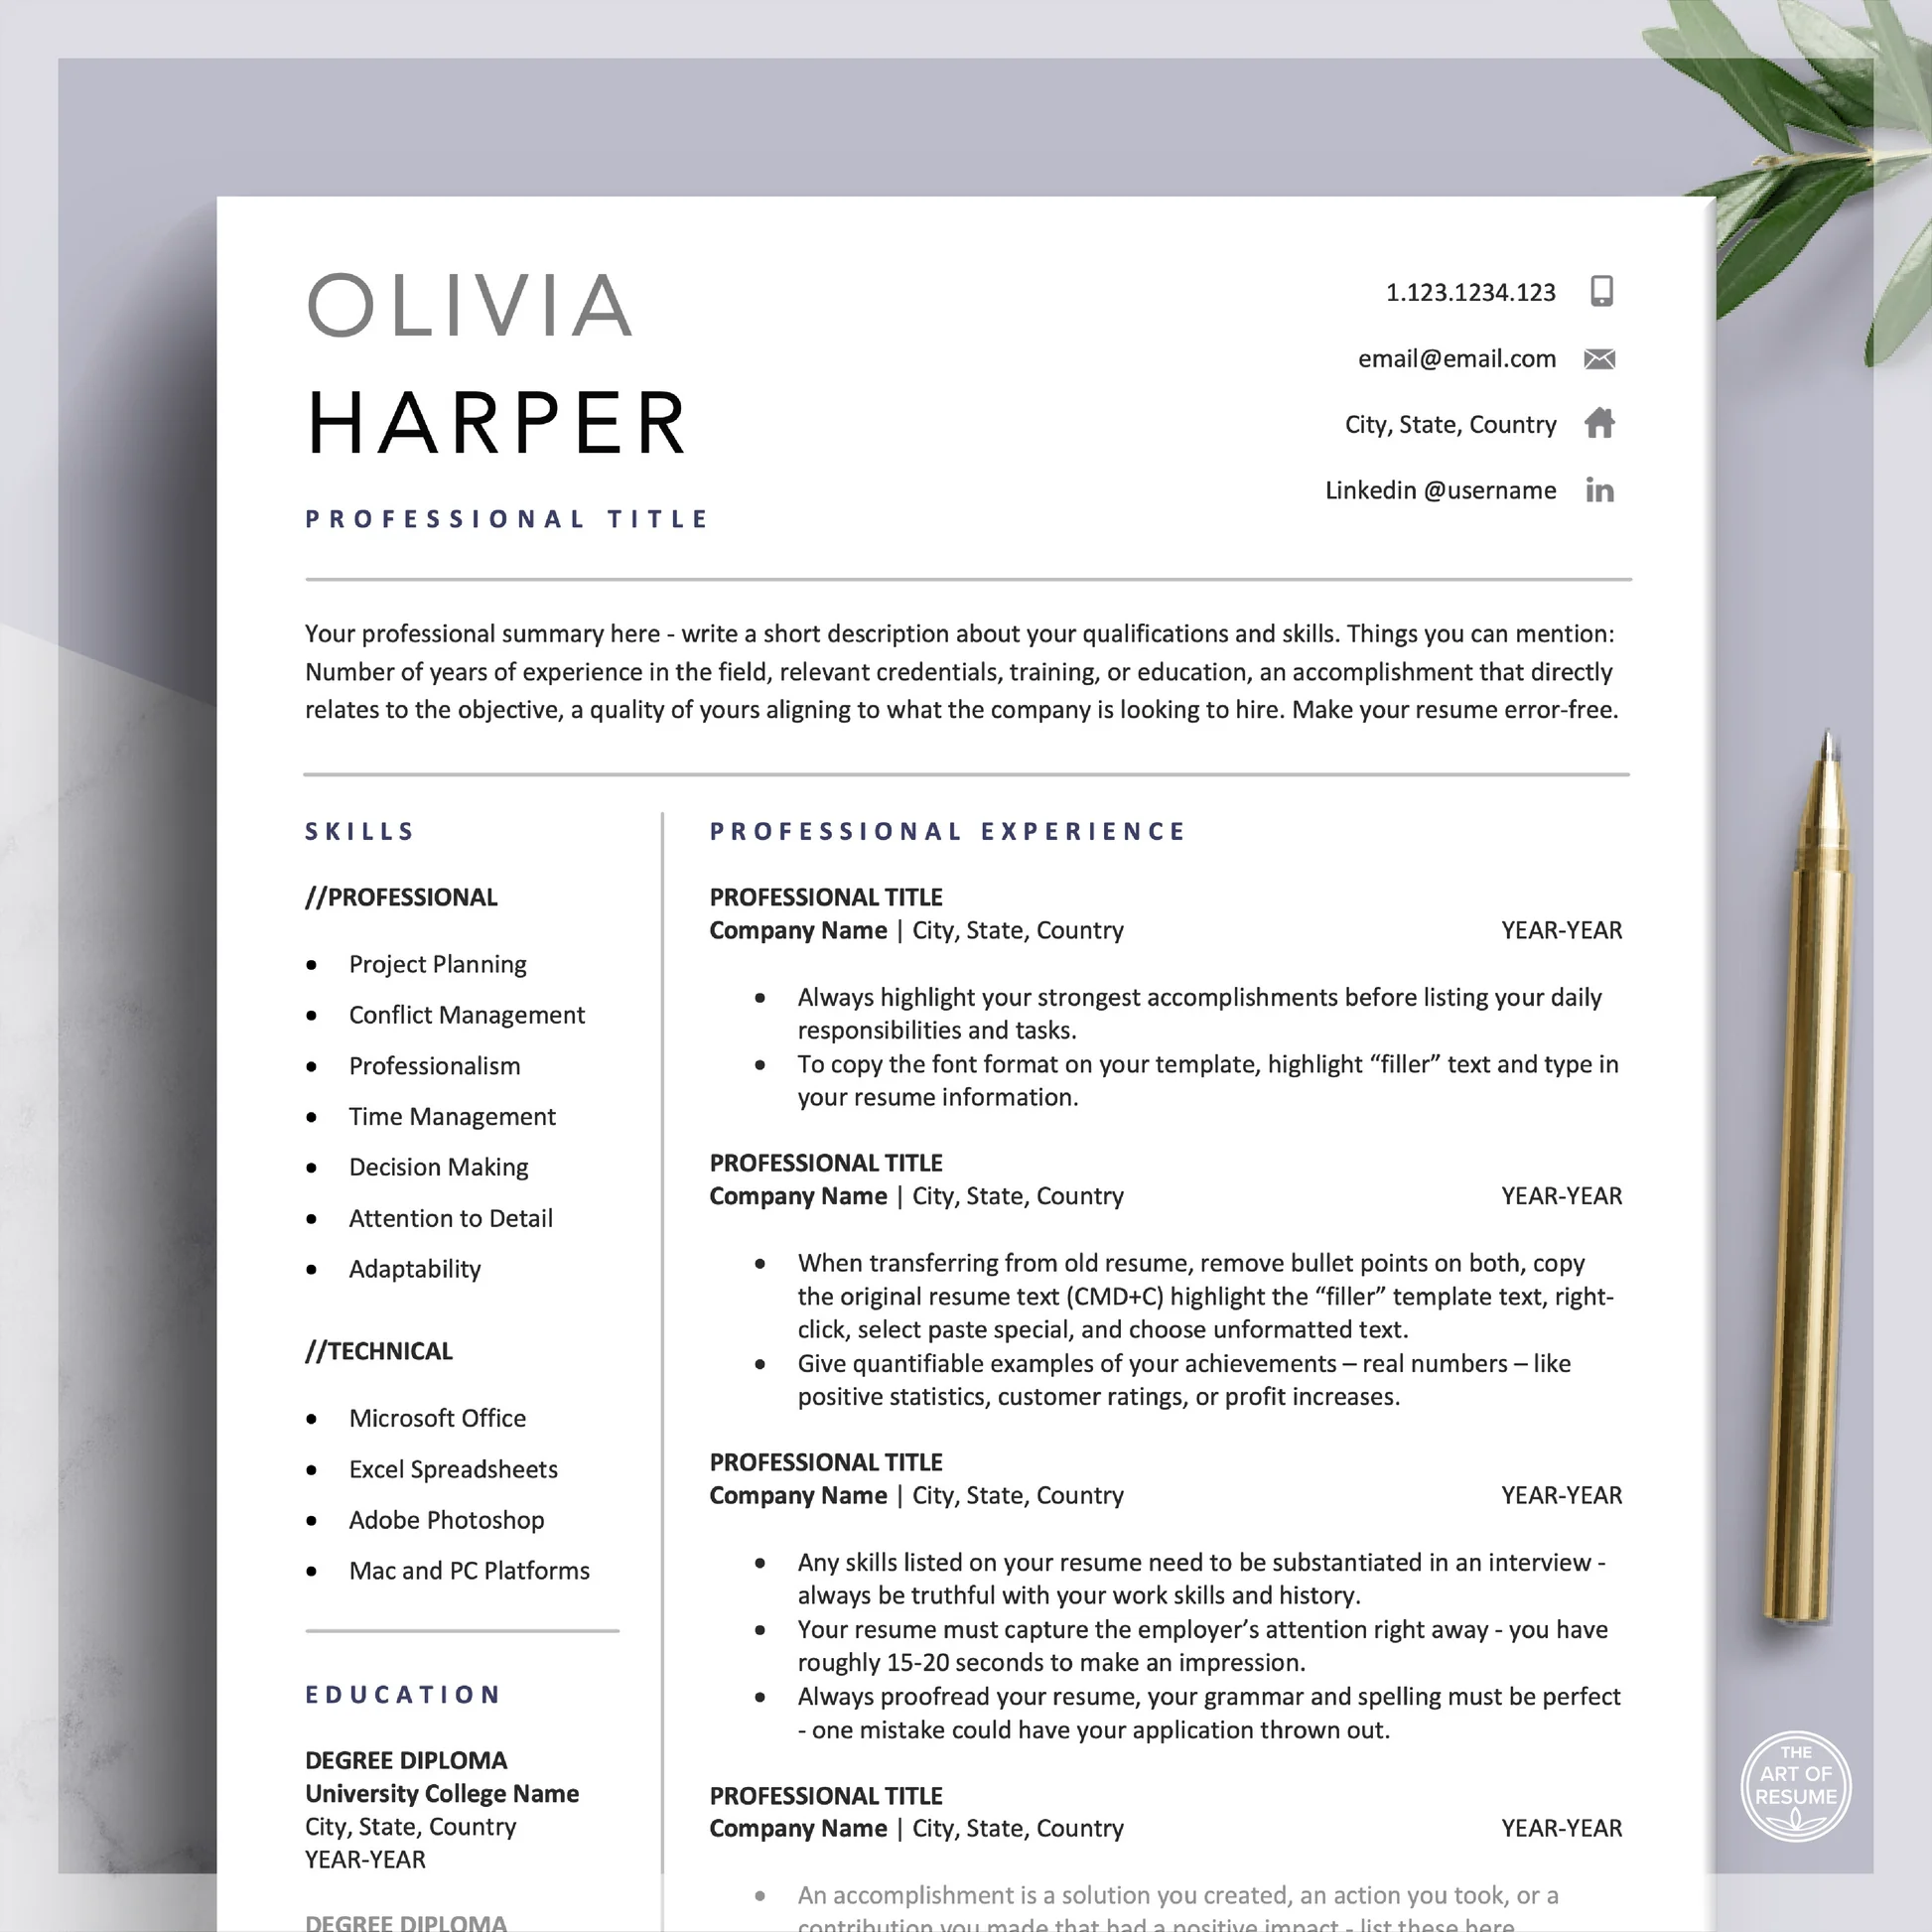 OLIVIA
HARPER
PROFESSIONAL TITLE
1.123.1234.123
email@email.com
City, State, Country
Linkedin @username
in
Your professional summary here - write a short description about your qualifications and skills. Things you can mention:
Number of years of experience in the field, relevant credentials, training, or education, an accomplishment that directly
relates to the objective, a quality of yours aligning to what the company is looking to hire. Make your resume error-free.
SKILLS
//PROFESSIONAL
• Project Planning
• Conflict Management
• Professionalism
• Time Management
• Decision Making
• Attention to Detail
• Adaptability
//TECHNICAL
• Microsoft Office
• Excel Spreadsheets
• Adobe Photoshop
• Mac and PC Platforms
EDUCATION
DEGREE DIPLOMA
University College Name
City, State, Country
YEAR-YEAR
DEGREE DIPLOMA
PROFESSIONAL EXPERIENCE
PROFESSIONAL TITLE
Company Name | City, State, Country YEAR-YEAR
• Always highlight your strongest accomplishments before listing your daily
responsibilities and tasks.
• To copy the font format on your template, highlight “filler” text and type in
your resume information.
PROFESSIONAL TITLE
Company Name | City, State, Country YEAR-YEAR
• When transferring from old resume, remove bullet points on both, copy
the original resume text (CMD+C) highlight the “filler” template text, right-
click, select paste special, and choose unformatted text.
• Give quantifiable examples of your achievements – real numbers – like
positive statistics, customer ratings, or profit increases.
PROFESSIONAL TITLE
Company Name | City, State, Country YEAR-YEAR
• Any skills listed on your resume need to be substantiated in an interview -
always be truthful with your work skills and history.
• Your resume must capture the employer’s attention right away - you have
roughly 15-20 seconds to make an impression.
• Always proofread your resume, your grammar and spelling must be perfect
- one mistake could have your application thrown out.
PROFESSIONAL TITLE
Company Name | City, State, Country YEAR-YEAR
• An accomplishment is a solution you created, an action you took, or a
contribution you made that had a positive impact - list these here.
THE
ART OF
RESUME